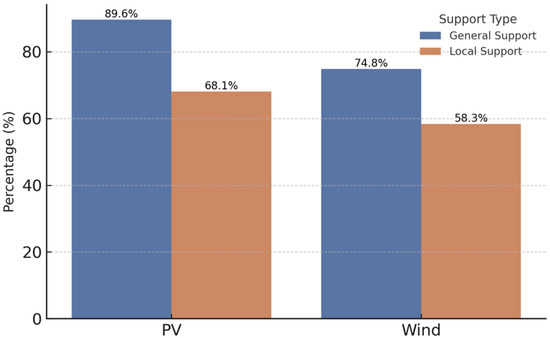 89.6%
Support Type
General Support
Local Support
80
74.8%
68.1%
60
58.3%
Percentage (%)
40
20
0
PV
Wind